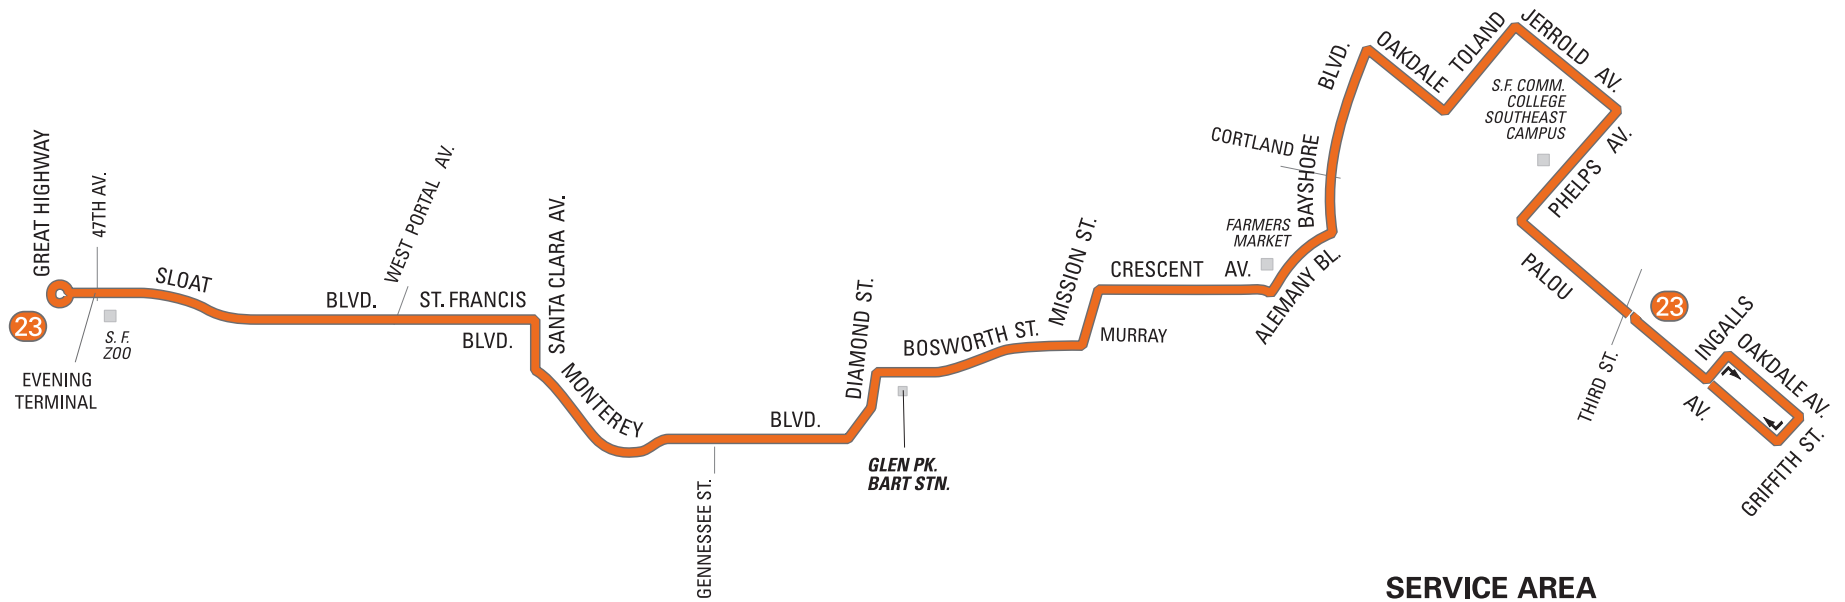 GREAT HIGHWAY
47TH AV.
SLOAT
BLVD.
23
S. F.
ZOO
EVENING
TERMINAL
WEST PORTAL AV.
ST. FRANCIS
BLVD.
SANTA CLARA AV.
MONTEREY
BLVD.
GENNESSEE ST.
DIAMOND ST.
GLEN PK.
BART STN.
BOSWORTH ST.
MISSION ST.
MURRAY
CRESCENT AV.
FARMERS
MARKET
ALEMANY BL.
CORTLAND
BAYSHORE
BLVD.
OAKDALE
TOLAND
JERROLD AV.
S.F. COMM.
COLLEGE
SOUTHEAST
CAMPUS
PHELPS AV.
PALOU
THIRD ST.
23
INGALLS
OAKDALE AV.
AV.
GRIFFITH ST.
SERVICE AREA